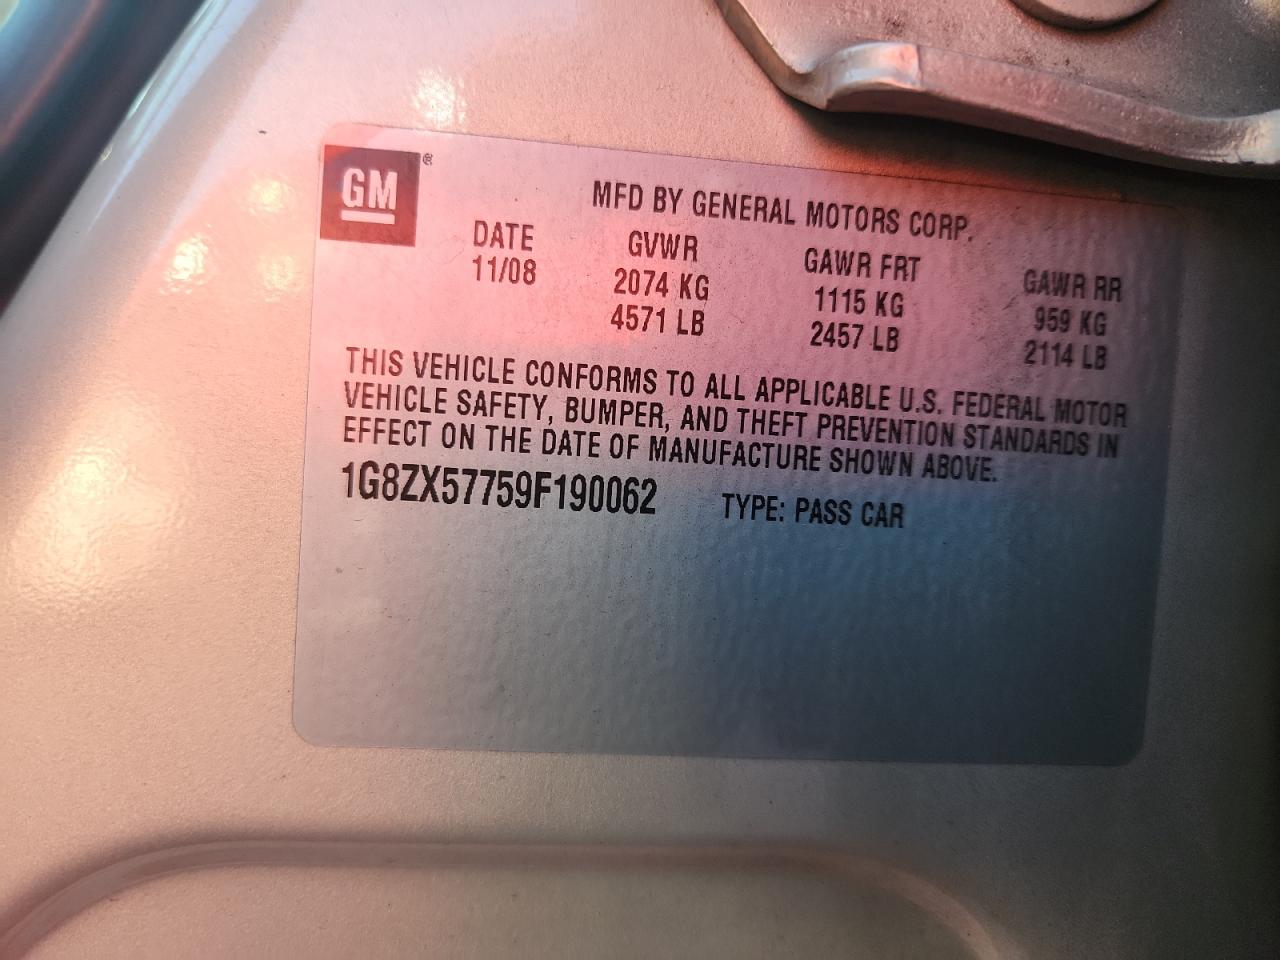 GM ®
MFD BY GENERAL MOTORS CORP.
DATE GVWR GAWR FRT GAWR RR
11/08 2074 KG 1115 KG 959 KG
4571 LB 2457 LB 2114 LB
THIS VEHICLE CONFORMS TO ALL APPLICABLE U.S. FEDERAL MOTOR
VEHICLE SAFETY, BUMPER, AND THEFT PREVENTION STANDARDS IN
EFFECT ON THE DATE OF MANUFACTURE SHOWN ABOVE.
1G8ZX57759F190062 TYPE: PASS CAR